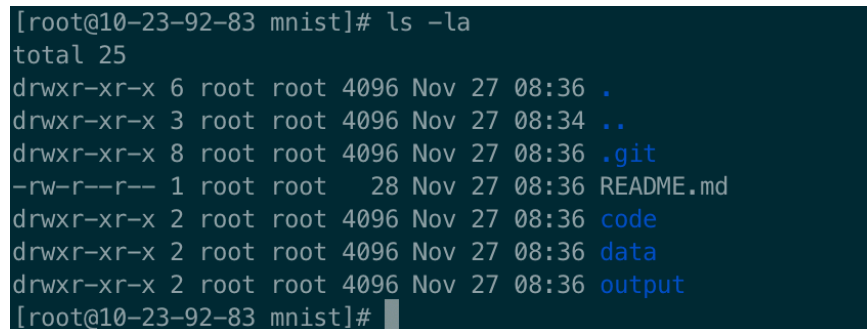 [root@10-23-92-83 mnist]# ls -la
total 25
drwxr-xr-x 6 root root 4096 Nov 27 08:36 .
drwxr-xr-x 3 root root 4096 Nov 27 08:34 ..
drwxr-xr-x 8 root root 4096 Nov 27 08:36 .git
-rw-r--r-- 1 root root   28 Nov 27 08:36 README.md
drwxr-xr-x 2 root root 4096 Nov 27 08:36 code
drwxr-xr-x 2 root root 4096 Nov 27 08:36 data
drwxr-xr-x 2 root root 4096 Nov 27 08:36 output
[root@10-23-92-83 mnist]#